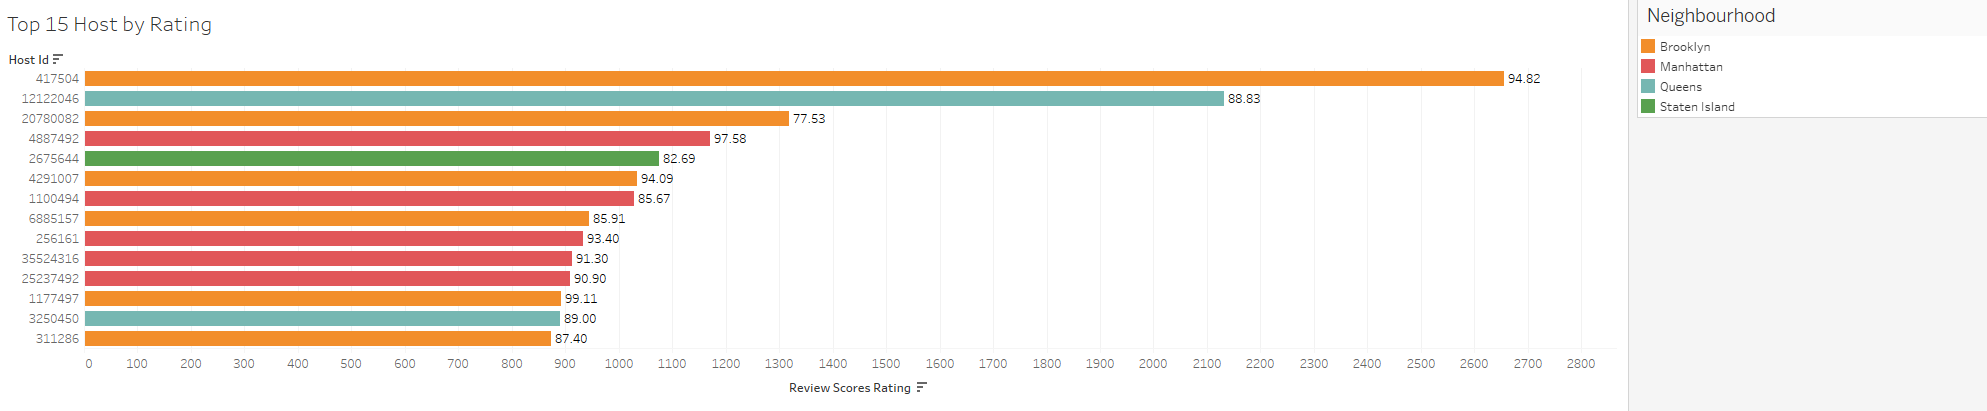 Top 15 Host by Rating
Host Id
417504 94.82
12122046 88.83
20780082 77.53
4887492 97.58
2675644 82.69
4291007 94.09
1100494 85.67
6885157 85.91
256161 93.40
35524316 91.30
25237492 90.90
1177497 99.11
3250450 89.00
311286 87.40
0 100 200 300 400 500 600 700 800 900 1000 1100 1200 1300 1400 1500 1600 1700 1800 1900 2000 2100 2200 2300 2400 2500 2600 2700 2800
Review Scores Rating
Neighbourhood
Brooklyn
Manhattan
Queens
Staten Island